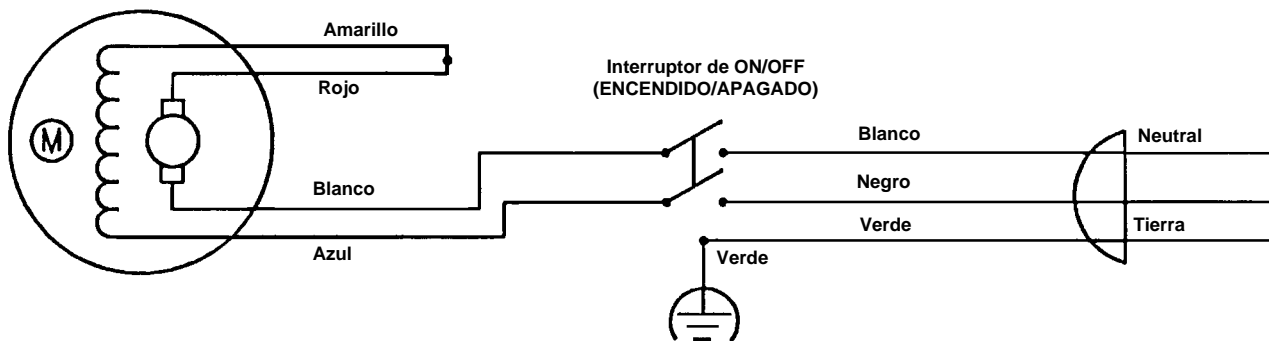 Amarillo
Rojo
Interruptor de ON/OFF
(ENCENDIDO/APAGADO)
M
Blanco
Azul
Blanco
Neutral
Negro
Verde
Tierra
Verde